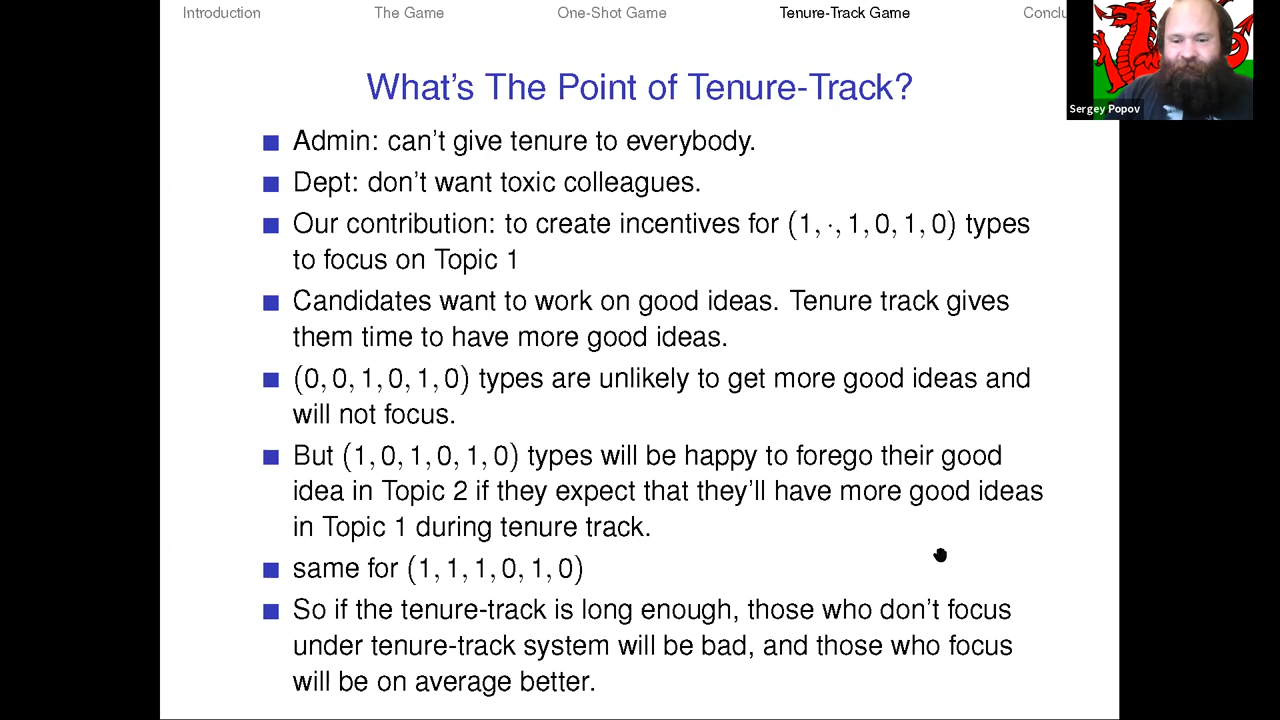 Introduction The Game One-Shot Game Tenure-Track Game Conclu
Sergey Popov
What's The Point of Tenure-Track?
Admin: can't give tenure to everybody.
Dept: don't want toxic colleagues.
Our contribution: to create incentives for (1, ·, 1, 0, 1, 0) types
to focus on Topic 1
Candidates want to work on good ideas. Tenure track gives
them time to have more good ideas.
(0, 0, 1, 0, 1, 0) types are unlikely to get more good ideas and
will not focus.
But (1, 0, 1, 0, 1, 0) types will be happy to forego their good
idea in Topic 2 if they expect that they'll have more good ideas
in Topic 1 during tenure track.
same for (1, 1, 1, 0, 1, 0)
So if the tenure-track is long enough, those who don't focus
under tenure-track system will be bad, and those who focus
will be on average better.